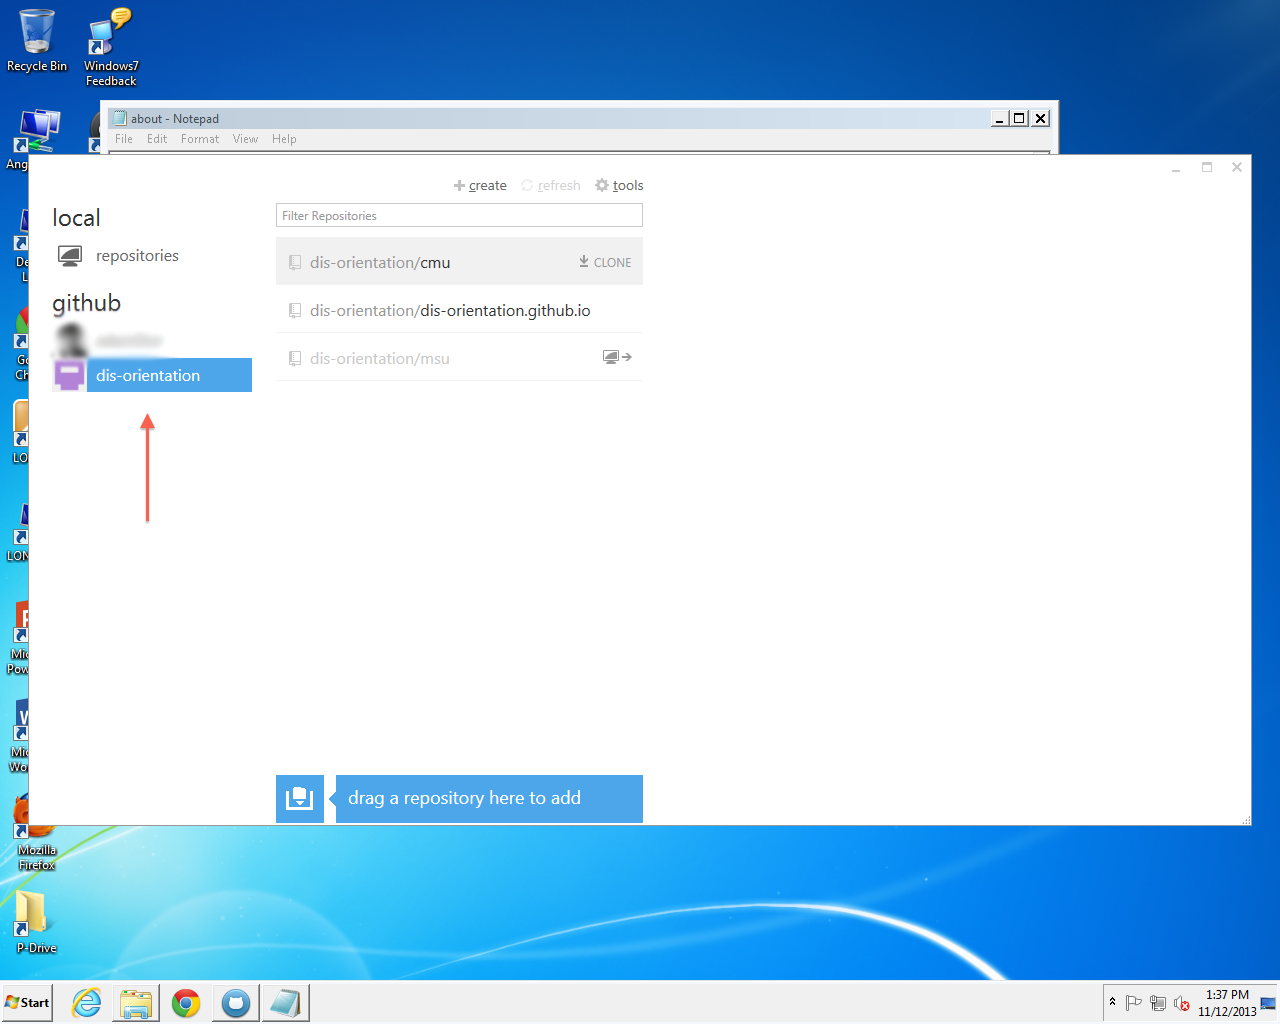 Recycle Bin
Windows7
Feedback
about - Notepad
File Edit Format View Help
Ang
create refresh tools
local
Filter Repositories
repositories
dis-orientation/cmu
CLONE
github
dis-orientation/dis-orientation.github.io
dis-orientation/msu
dis-orientation
De
L
Go
Ch
LO
LON
Mic
Pow
Mic
Wo
drag a repository here to add
Mozilla
Firefox
P-Drive
Start
1:37 PM
11/12/2013